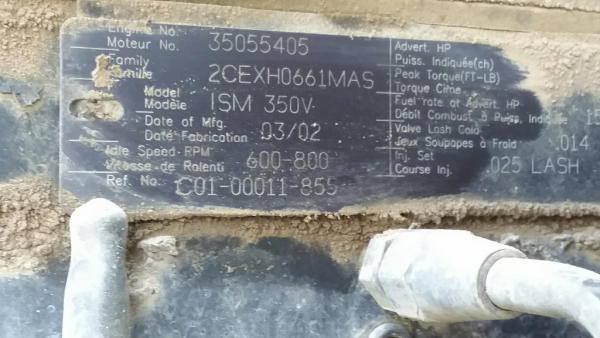 Engine No.
Moteur No. 35055405
Family
Famille 2CEXH0661MAS
Model
Modèle ISM 350V
Date of Mfg.
Date Fabrication 03/02
Idle Speed-RPM
Vitesse de Ralenti 600-800
Ref. No. C01-00011-855
Advert. HP
Puiss. Indiquée(ch)
Peak Torque(FT-LB)
Torque
Fuel rate at Advert. HP
Débit Combust. à Puiss. Indiquée 15
Valve Lash Cold
Jeux Soupapes à Froid .014
Inj. Set
Course Inj. .025 LASH